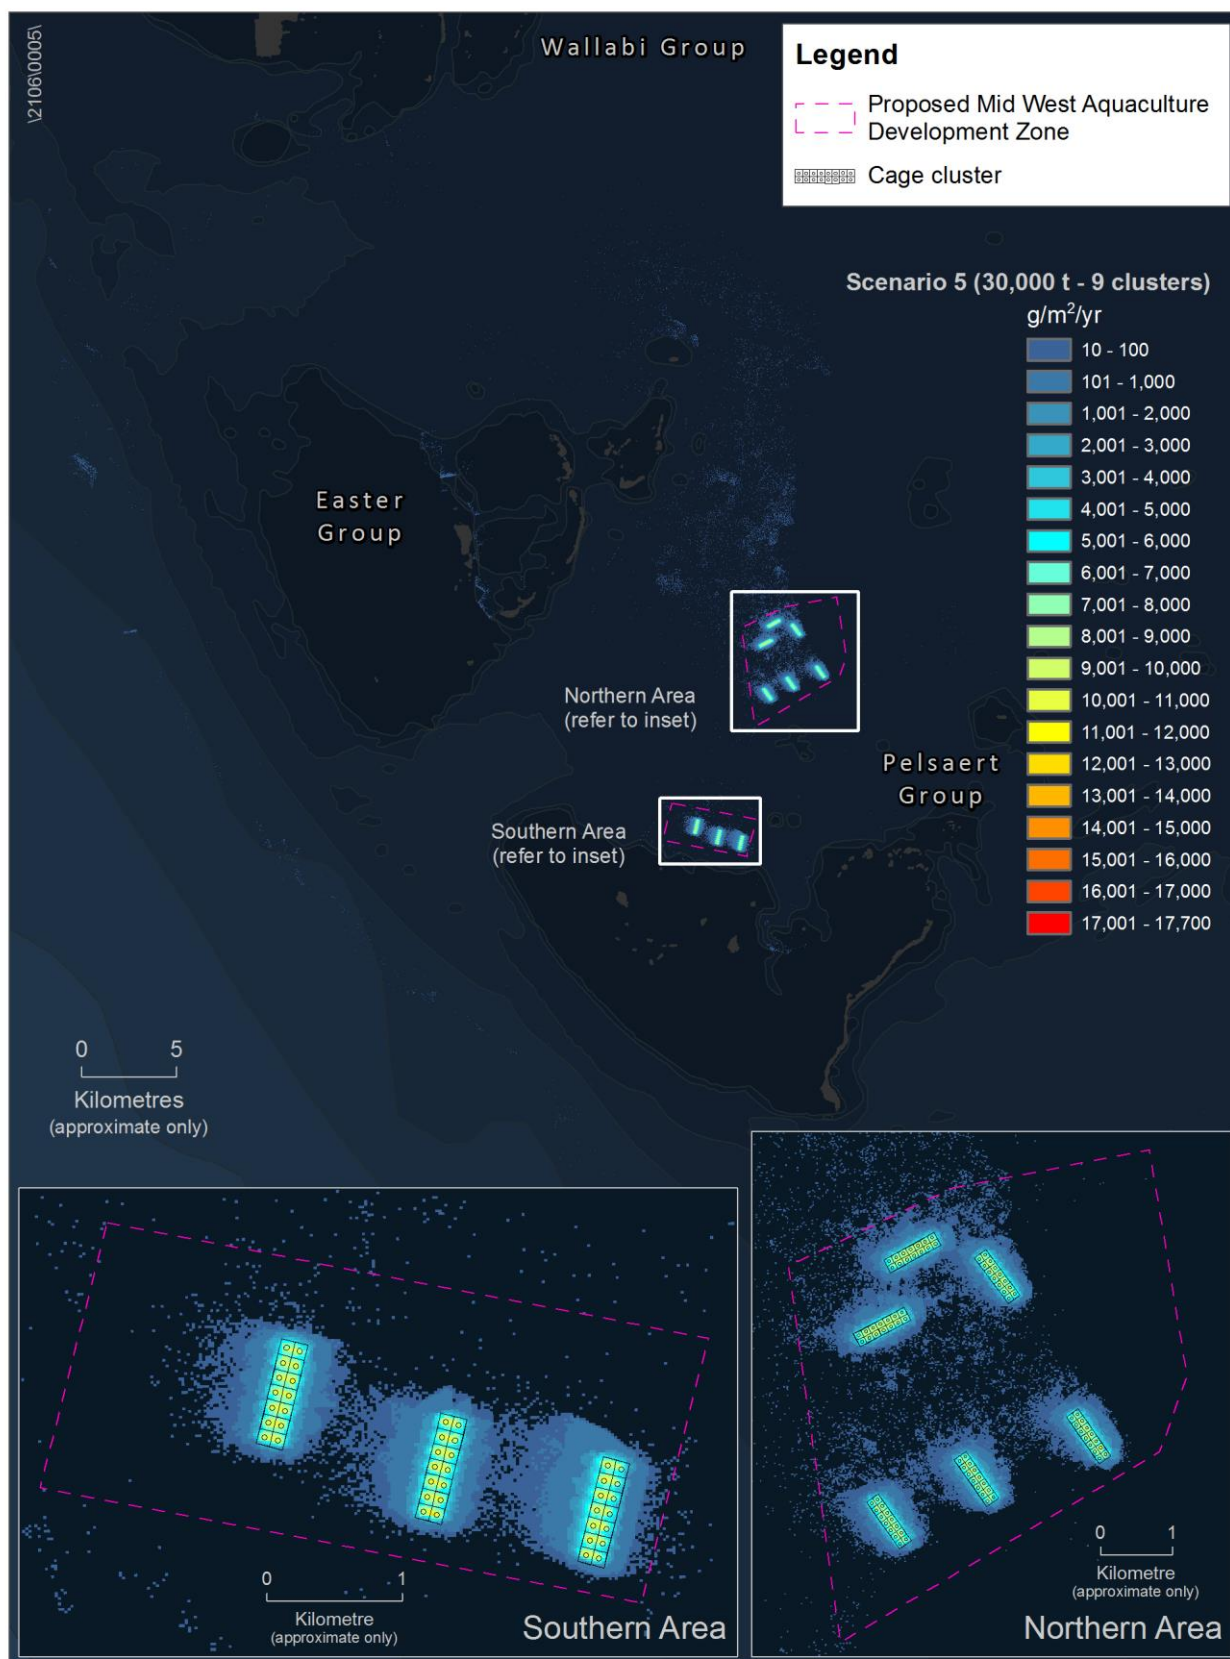 \2106\0005\
Wallabi Group
Legend
Proposed Mid West Aquaculture
Development Zone
Cage cluster
Scenario 5 (30,000 t - 9 clusters)
g/m²/yr
10 - 100
101 - 1,000
1,001 - 2,000
2,001 - 3,000
3,001 - 4,000
4,001 - 5,000
5,001 - 6,000
6,001 - 7,000
7,001 - 8,000
8,001 - 9,000
9,001 - 10,000
10,001 - 11,000
11,001 - 12,000
12,001 - 13,000
13,001 - 14,000
14,001 - 15,000
15,001 - 16,000
16,001 - 17,000
17,001 - 17,700
Easter
Group
Northern Area
(refer to inset)
Pelsaert
Group
Southern Area
(refer to inset)
0 5
Kilometres
(approximate only)
0 1
Kilometre
(approximate only)
Southern Area
0 1
Kilometre
(approximate only)
Northern Area